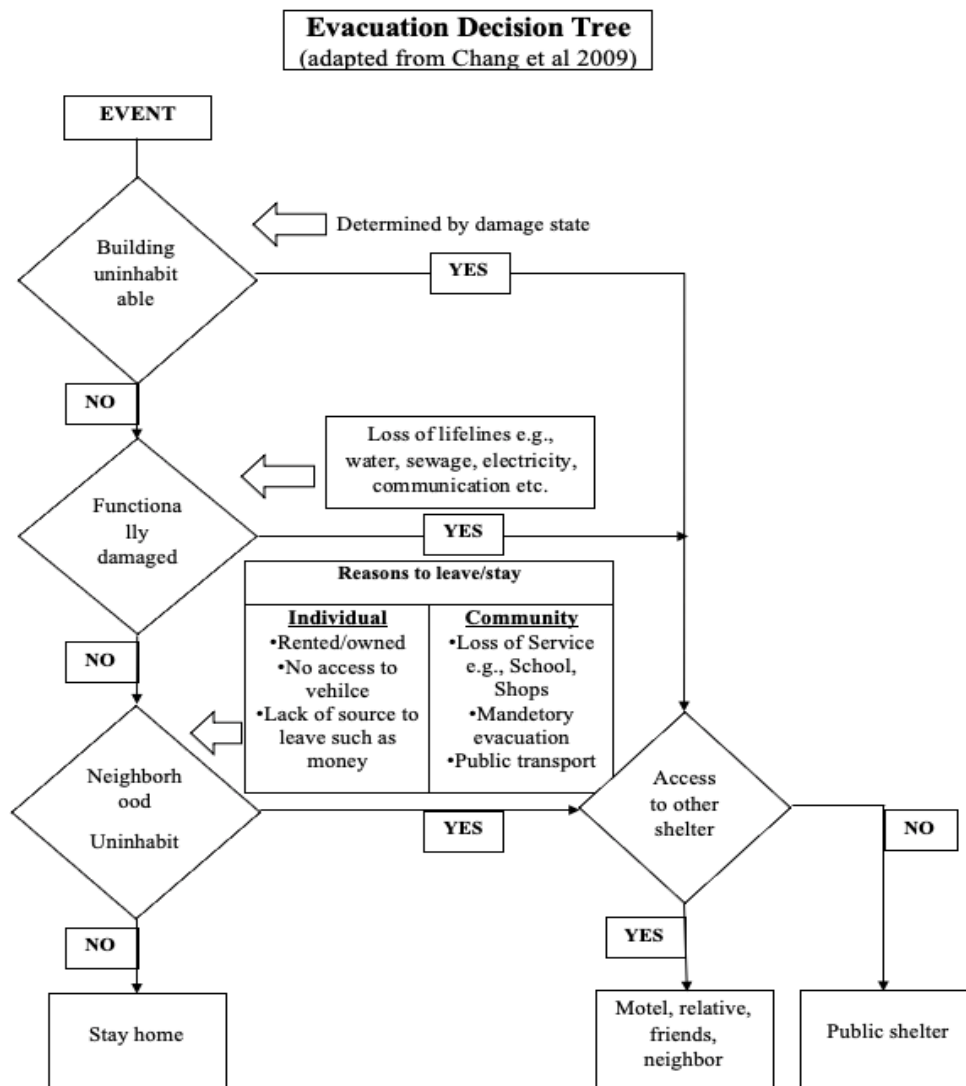 Evacuation Decision Tree
(adapted from Chang et al 2009)
EVENT
Determined by damage state
Building
uninhabit
able
YES
NO
Loss of lifelines e.g.,
water, sewage, electricity,
communication etc.
Functiona
lly
damaged
YES
NO
Reasons to leave/stay
Individual
•Rented/owned
•No access to
vehilce
•Lack of source to
leave such as
money
Community
•Loss of Service
e.g., School,
Shops
•Mandetory
evacuation
•Public transport
Neighborh
ood
Uninhabit
YES
Access
to other
shelter
NO
NO
YES
Stay home
Motel, relative,
friends,
neighbor
Public shelter